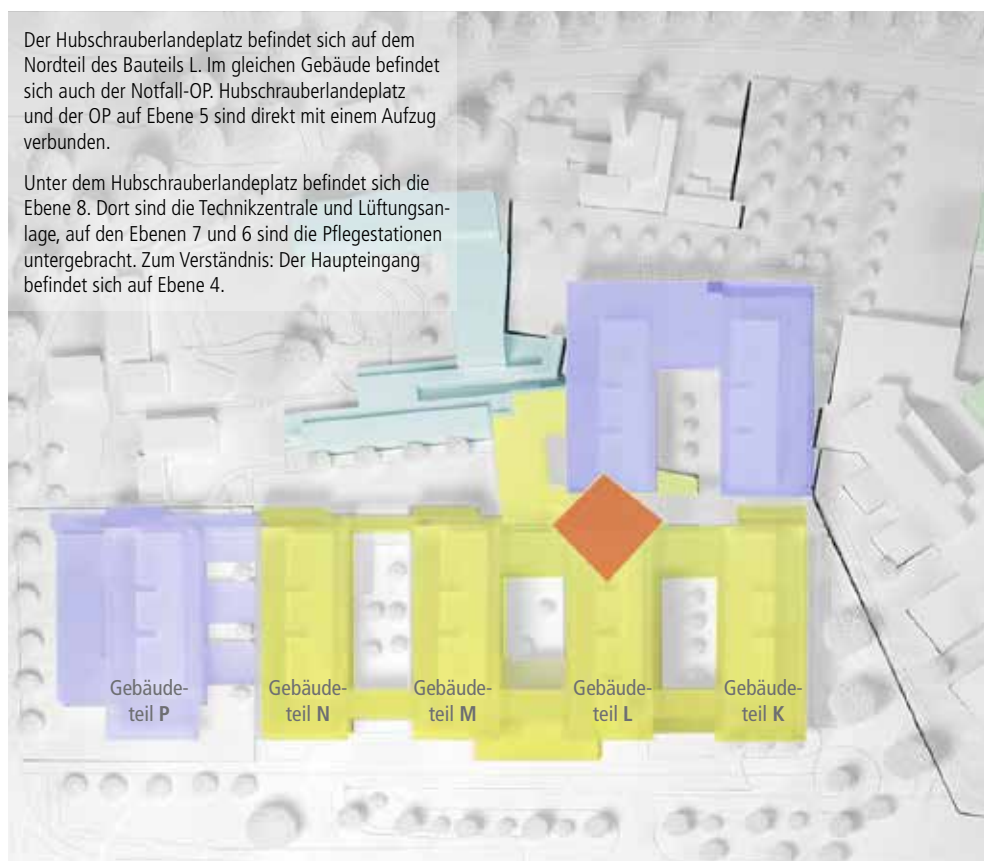 Der Hubschrauberlandeplatz befindet sich auf dem
Nordteil des Bauteils L. Im gleichen Gebäude befindet
sich auch der Notfall-OP. Hubschrauberlandeplatz
und der OP auf Ebene 5 sind direkt mit einem Aufzug
verbunden.
Unter dem Hubschrauberlandeplatz befindet sich die
Ebene 8. Dort sind die Technikzentrale und Lüftungsan-
lage, auf den Ebenen 7 und 6 sind die Pflegestationen
untergebracht. Zum Verständnis: Der Haupteingang
befindet sich auf Ebene 4.
Gebäude-
teil P
Gebäude-
teil N
Gebäude-
teil M
Gebäude-
teil L
Gebäude-
teil K